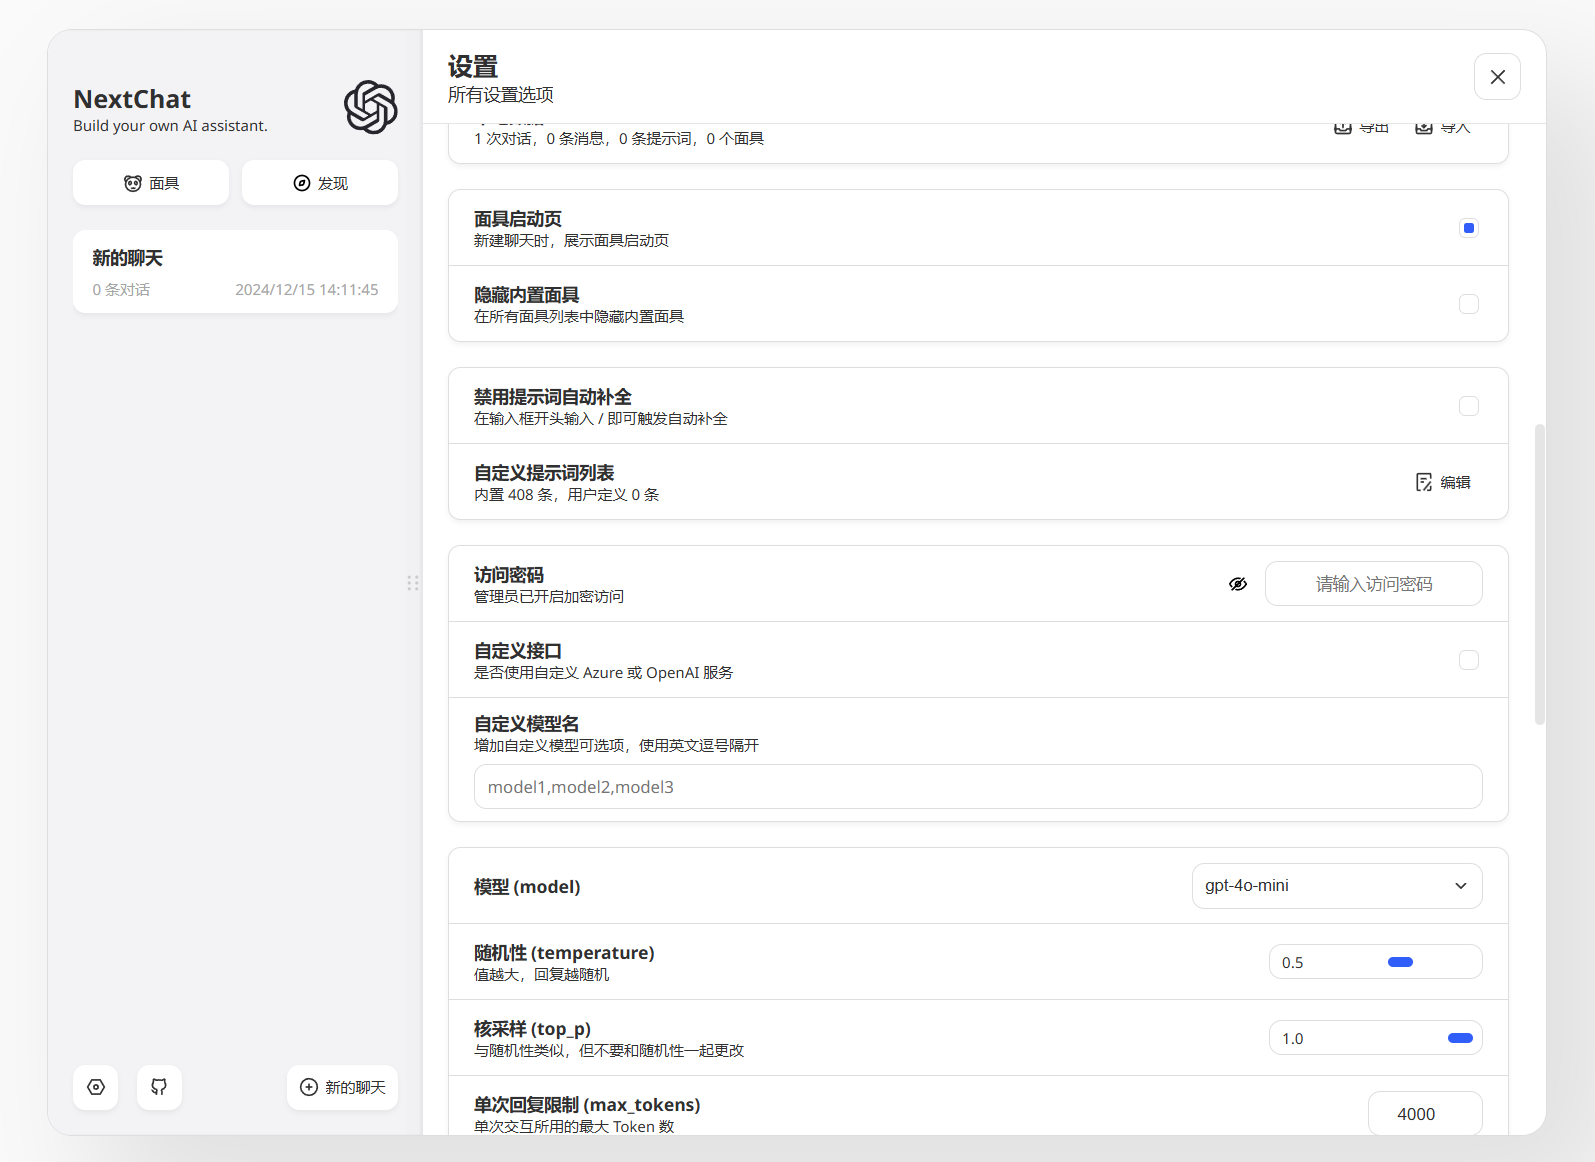 NextChat
Build your own AI assistant.
面具
发现
新的聊天
0 条对话
2024/12/15 14:11:45
新的聊天
设置
所有设置选项
1 次对话，0 条消息，0 条提示词，0 个面具
导出
导入
面具启动页
新建聊天时，展示面具启动页
隐藏内置面具
在所有面具列表中隐藏内置面具
禁用提示词自动补全
在输入框开头输入 / 即可触发自动补全
自定义提示词列表
内置 408 条，用户定义 0 条
编辑
访问密码
管理员已开启加密访问
请输入访问密码
自定义接口
是否使用自定义 Azure 或 OpenAI 服务
自定义模型名
增加自定义模型可选项，使用英文逗号隔开
model1,model2,model3
模型 (model)
gpt-4o-mini
随机性 (temperature)
值越大，回复越随机
0.5
核采样 (top_p)
与随机性类似，但不要和随机性一起更改
1.0
单次回复限制 (max_tokens)
单次交互所用的最大 Token 数
4000